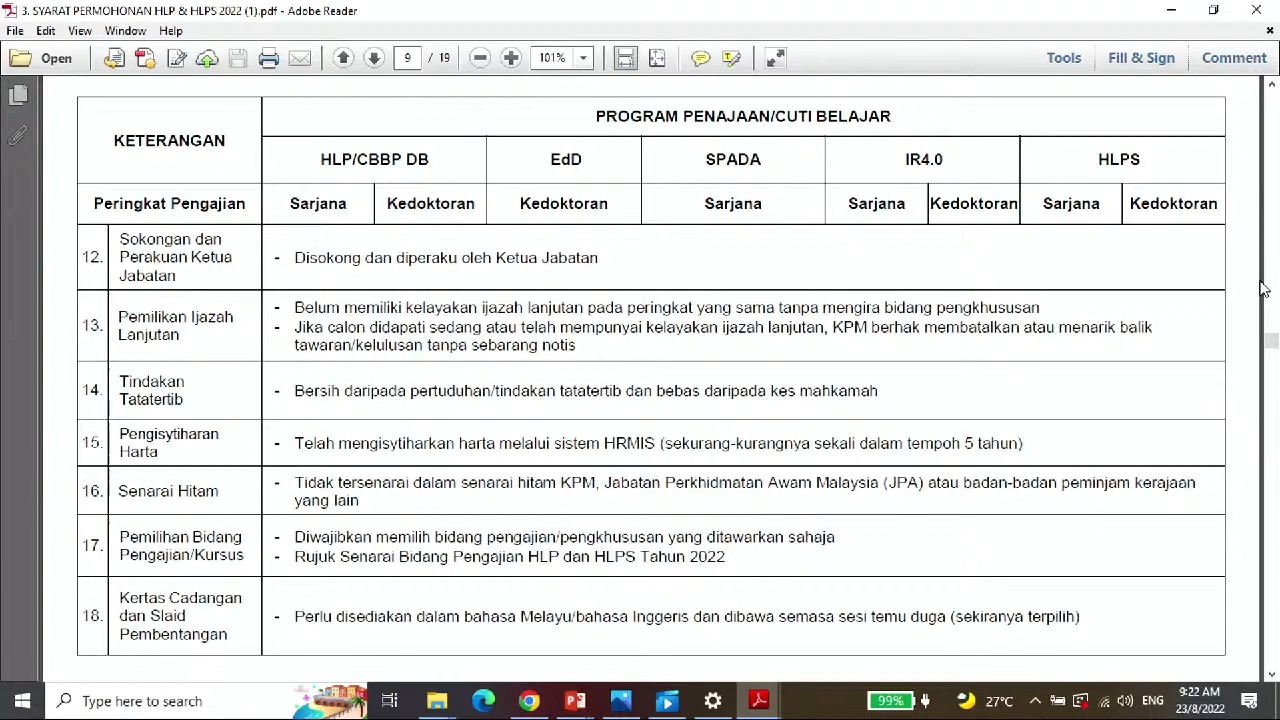 3. SYARAT PERMOHONAN HLP & HLPS 2022 (1).pdf - Adobe Reader
File Edit View Window Help
Open
9 / 19
101%
Tools
Fill & Sign
Comment
KETERANGAN
PROGRAM PENAJAAN/CUTI BELAJAR
HLP/CBBP DB
EdD
SPADA
IR4.0
HLPS
Peringkat Pengajian
Sarjana
Kedoktoran
Kedoktoran
Sarjana
Sarjana
Kedoktoran
Sarjana
Kedoktoran
12.
Sokongan dan
Perakuan Ketua
Jabatan
- Disokong dan diperaku oleh Ketua Jabatan
13.
Pemilikan Ijazah
Lanjutan
- Belum memiliki kelayakan ijazah lanjutan pada peringkat yang sama tanpa mengira bidang pengkhususan
- Jika calon didapati sedang atau telah mempunyai kelayakan ijazah lanjutan, KPM berhak membatalkan atau menarik balik
tawaran/kelulusan tanpa sebarang notis
14.
Tindakan
Tatatertib
- Bersih daripada pertuduhan/tindakan tatatertib dan bebas daripada kes mahkamah
15.
Pengisytiharan
Harta
- Telah mengisytiharkan harta melalui sistem HRMIS (sekurang-kurangnya sekali dalam tempoh 5 tahun)
16.
Senarai Hitam
- Tidak tersenarai dalam senarai hitam KPM, Jabatan Perkhidmatan Awam Malaysia (JPA) atau badan-badan peminjam kerajaan
yang lain
17.
Pemilihan Bidang
Pengajian/Kursus
- Diwajibkan memilih bidang pengajian/pengkhususan yang ditawarkan sahaja
- Rujuk Senarai Bidang Pengajian HLP dan HLPS Tahun 2022
18.
Kertas Cadangan
dan Slaid
Pembentangan
- Perlu disediakan dalam bahasa Melayu/bahasa Inggeris dan dibawa semasa sesi temu duga (sekiranya terpilih)
Type here to search
99%
27°C
ENG
9:22 AM
23/8/2022